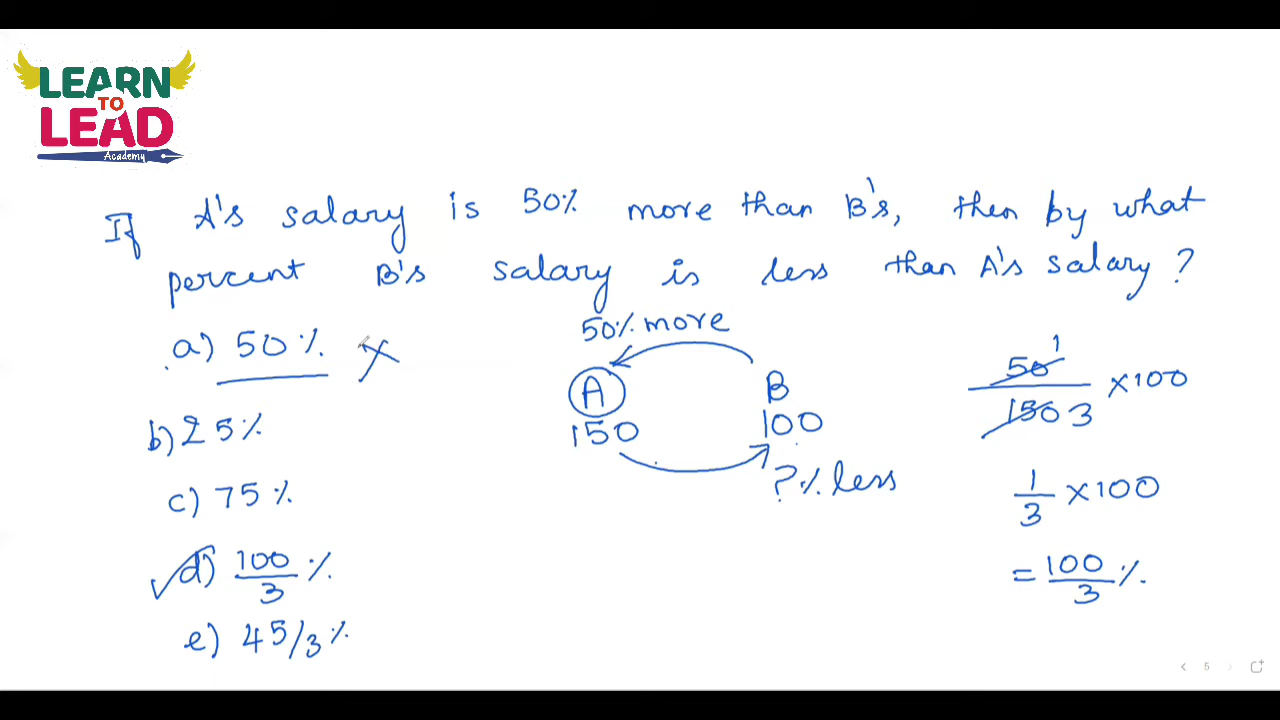 LEARN
TO
LEAD
Academy
If A's salary is 50% more than B's, then by what
percent B's salary is less than A's salary?
a) 50% ×
b) 25%
c) 75%
✓d) 100/3 %
e) 45/3%
50% more
A B
150 100
?% less
50 1
150 3 ×100
1/3 ×100
= 100/3 %
5